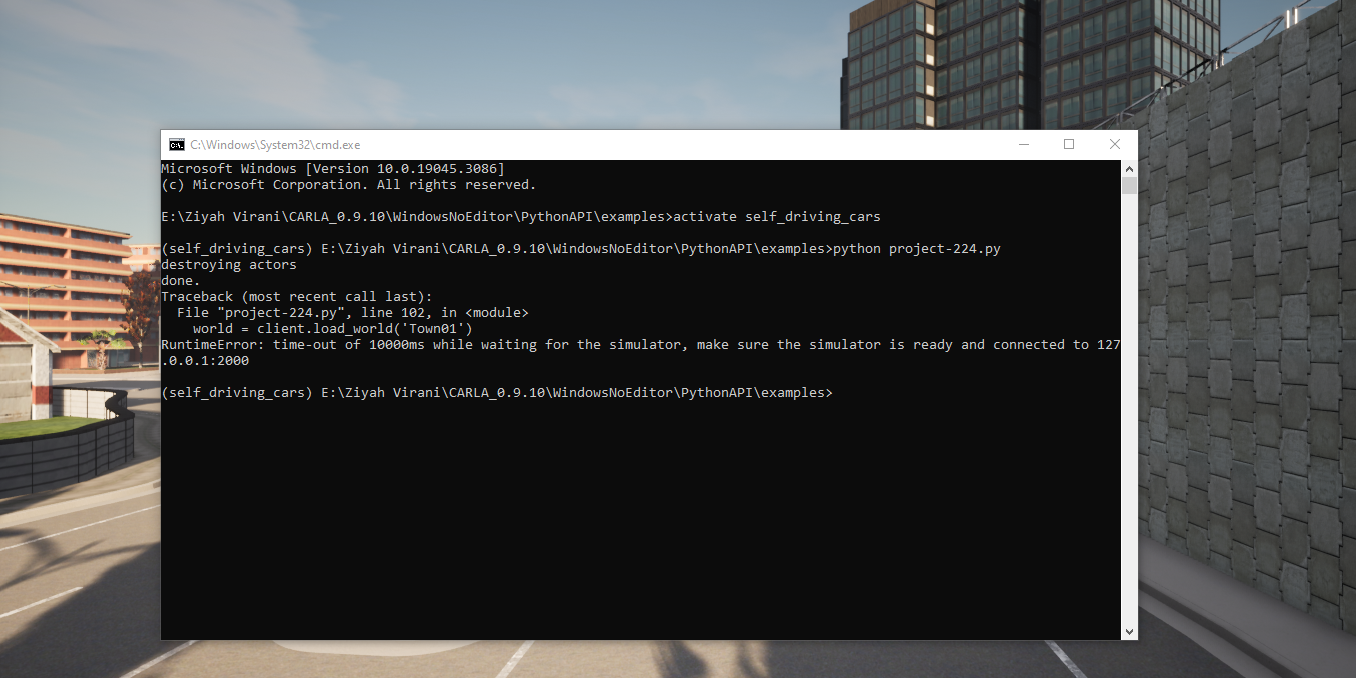 C:\Windows\System32\cmd.exe
Microsoft Windows [Version 10.0.19045.3086]
(c) Microsoft Corporation. All rights reserved.
E:\Ziyah Virani\CARLA_0.9.10\WindowsNoEditor\PythonAPI\examples>activate self_driving_cars
(self_driving_cars) E:\Ziyah Virani\CARLA_0.9.10\WindowsNoEditor\PythonAPI\examples>python project-224.py
destroying actors
done.
Traceback (most recent call last):
  File "project-224.py", line 102, in <module>
    world = client.load_world('Town01')
RuntimeError: time-out of 10000ms while waiting for the simulator, make sure the simulator is ready and connected to 127
.0.0.1:2000
(self_driving_cars) E:\Ziyah Virani\CARLA_0.9.10\WindowsNoEditor\PythonAPI\examples>